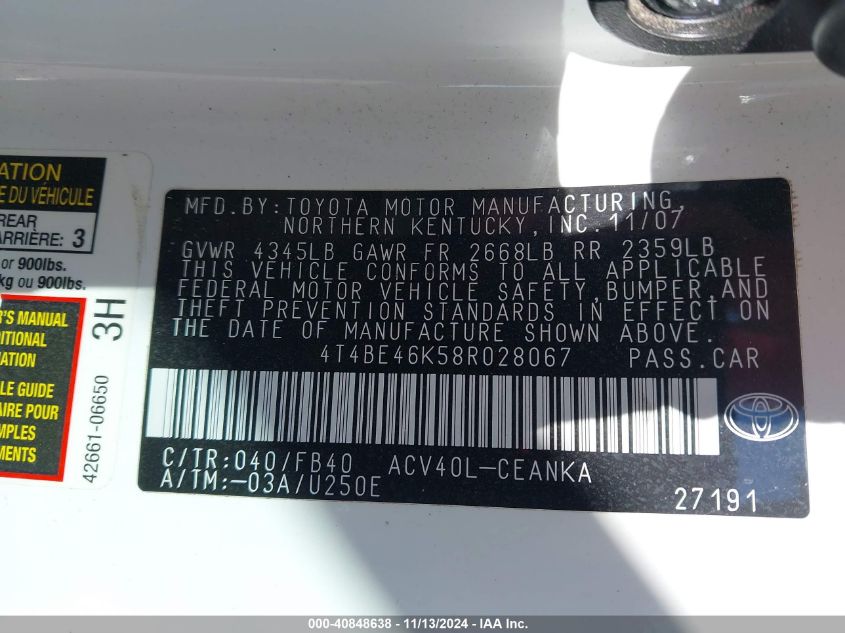 ATION
E DU VÉHICULE
REAR
ARRIÈRE: 3
or 900lbs.
kg ou 900lbs.
R'S MANUAL
DITIONAL
ATION
LE GUIDE
AIRE POUR
MPLES
EMENTS
3H
42661-06650
MFD.BY:TOYOTA MOTOR MANUFACTURING,
NORTHERN KENTUCKY,INC.11/07
GVWR 4345LB GAWR FR 2668LB RR 2359LB
THIS VEHICLE CONFORMS TO ALL APPLICABLE
FEDERAL MOTOR VEHICLE SAFETY,BUMPER,AND
THEFT PREVENTION STANDARDS IN EFFECT ON
THE DATE OF MANUFACTURE SHOWN ABOVE.
4T4BE46K58R028067 PASS.CAR
C/TR:040/FB40 ACV40L-CEANKA
A/TM:-03A/U250E
27191
000-40848638 - 11/13/2024 - IAAI.COM